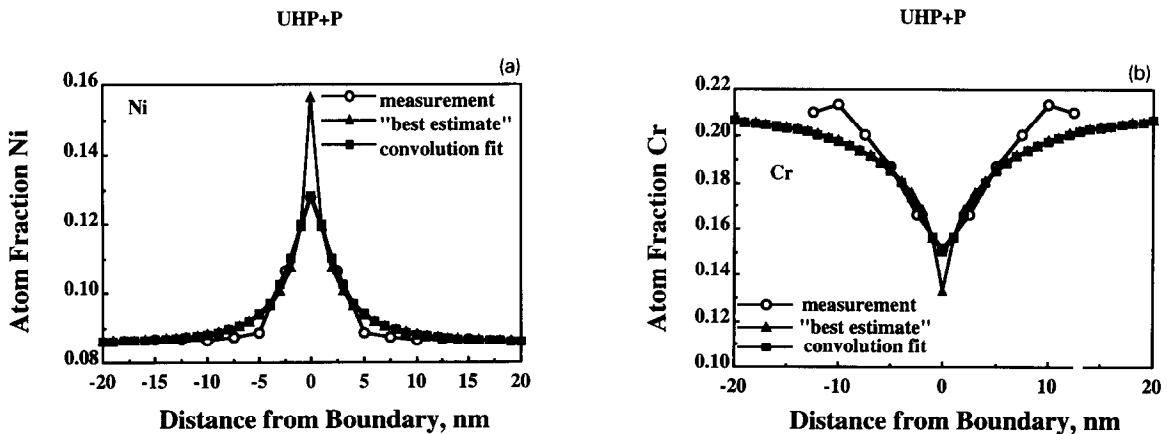 UHP+P
(a)
0.16
0.14
0.12
0.10
0.08
Atom Fraction Ni
Ni
measurement
"best estimate"
convolution fit
-20 -15 -10 -5 0 5 10 15 20
Distance from Boundary, nm
UHP+P
(b)
0.22
0.20
0.18
0.16
0.14
0.12
0.10
Atom Fraction Cr
Cr
measurement
"best estimate"
convolution fit
-20 -10 0 10 20
Distance from Boundary, nm